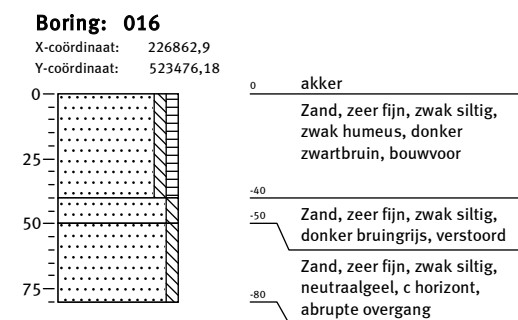 Boring: 016
X-coördinaat: 226862,9
Y-coördinaat: 523476,18
0
25
50
75
0 akker
Zand, zeer fijn, zwak siltig,
zwak humeus, donker
zwartbruin, bouwvoor
-40
-50 Zand, zeer fijn, zwak siltig,
donker bruingrijs, verstoord
Zand, zeer fijn, zwak siltig,
neutraalgeel, c horizont,
-80
abrupte overgang